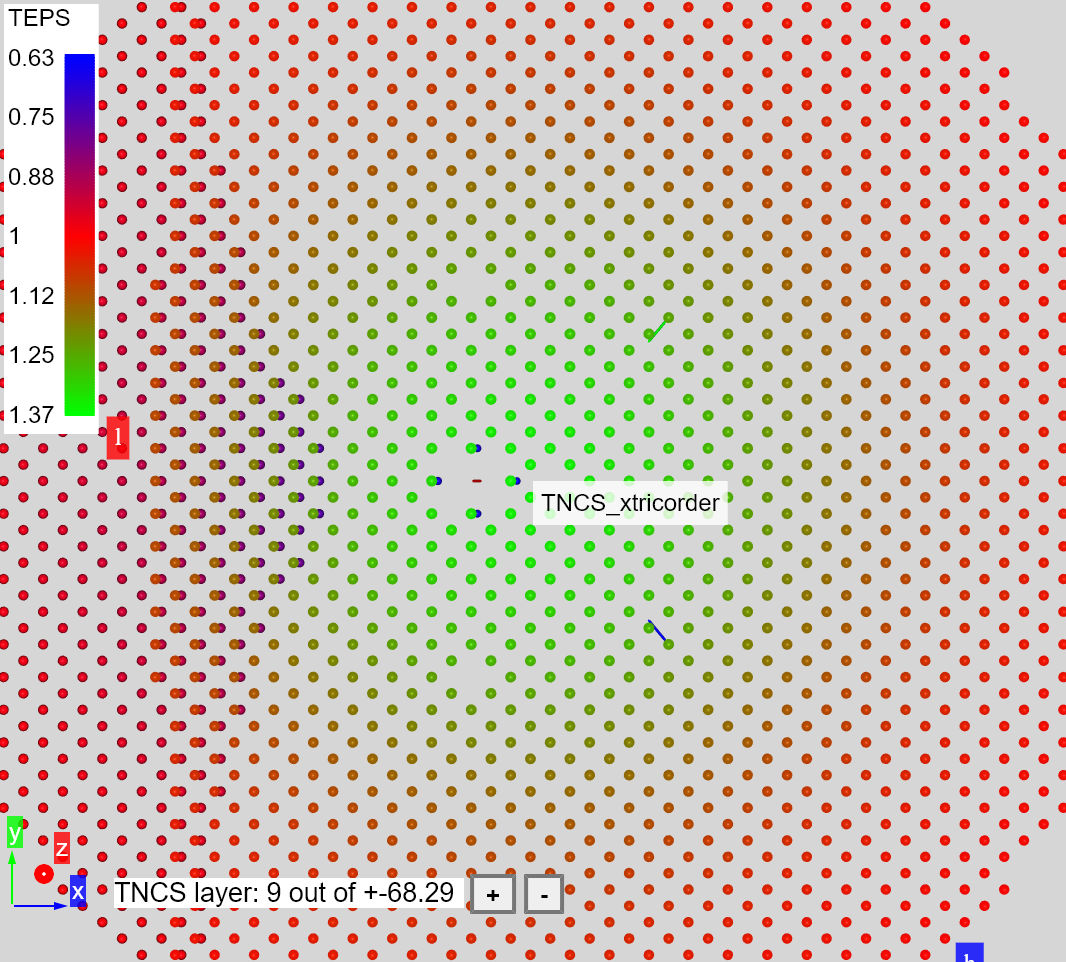 TEPS
0.63
0.75
0.88
1
1.12
1.25
1.37
l
TNCS_xtricorder
y
z
x
TNCS layer: 9 out of +-68.29
+
-